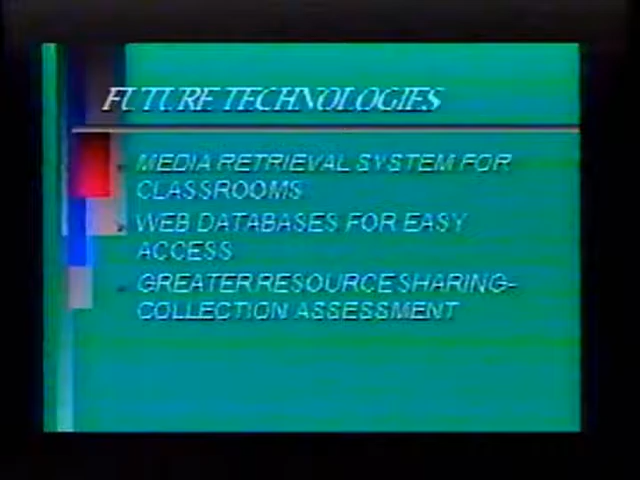 FUTURE TECHNOLOGIES
MEDIA RETRIEVAL SYSTEM FOR
CLASSROOMS
WEB DATABASES FOR EASY
ACCESS
GREATER RESOURCE SHARING-
COLLECTION ASSESSMENT